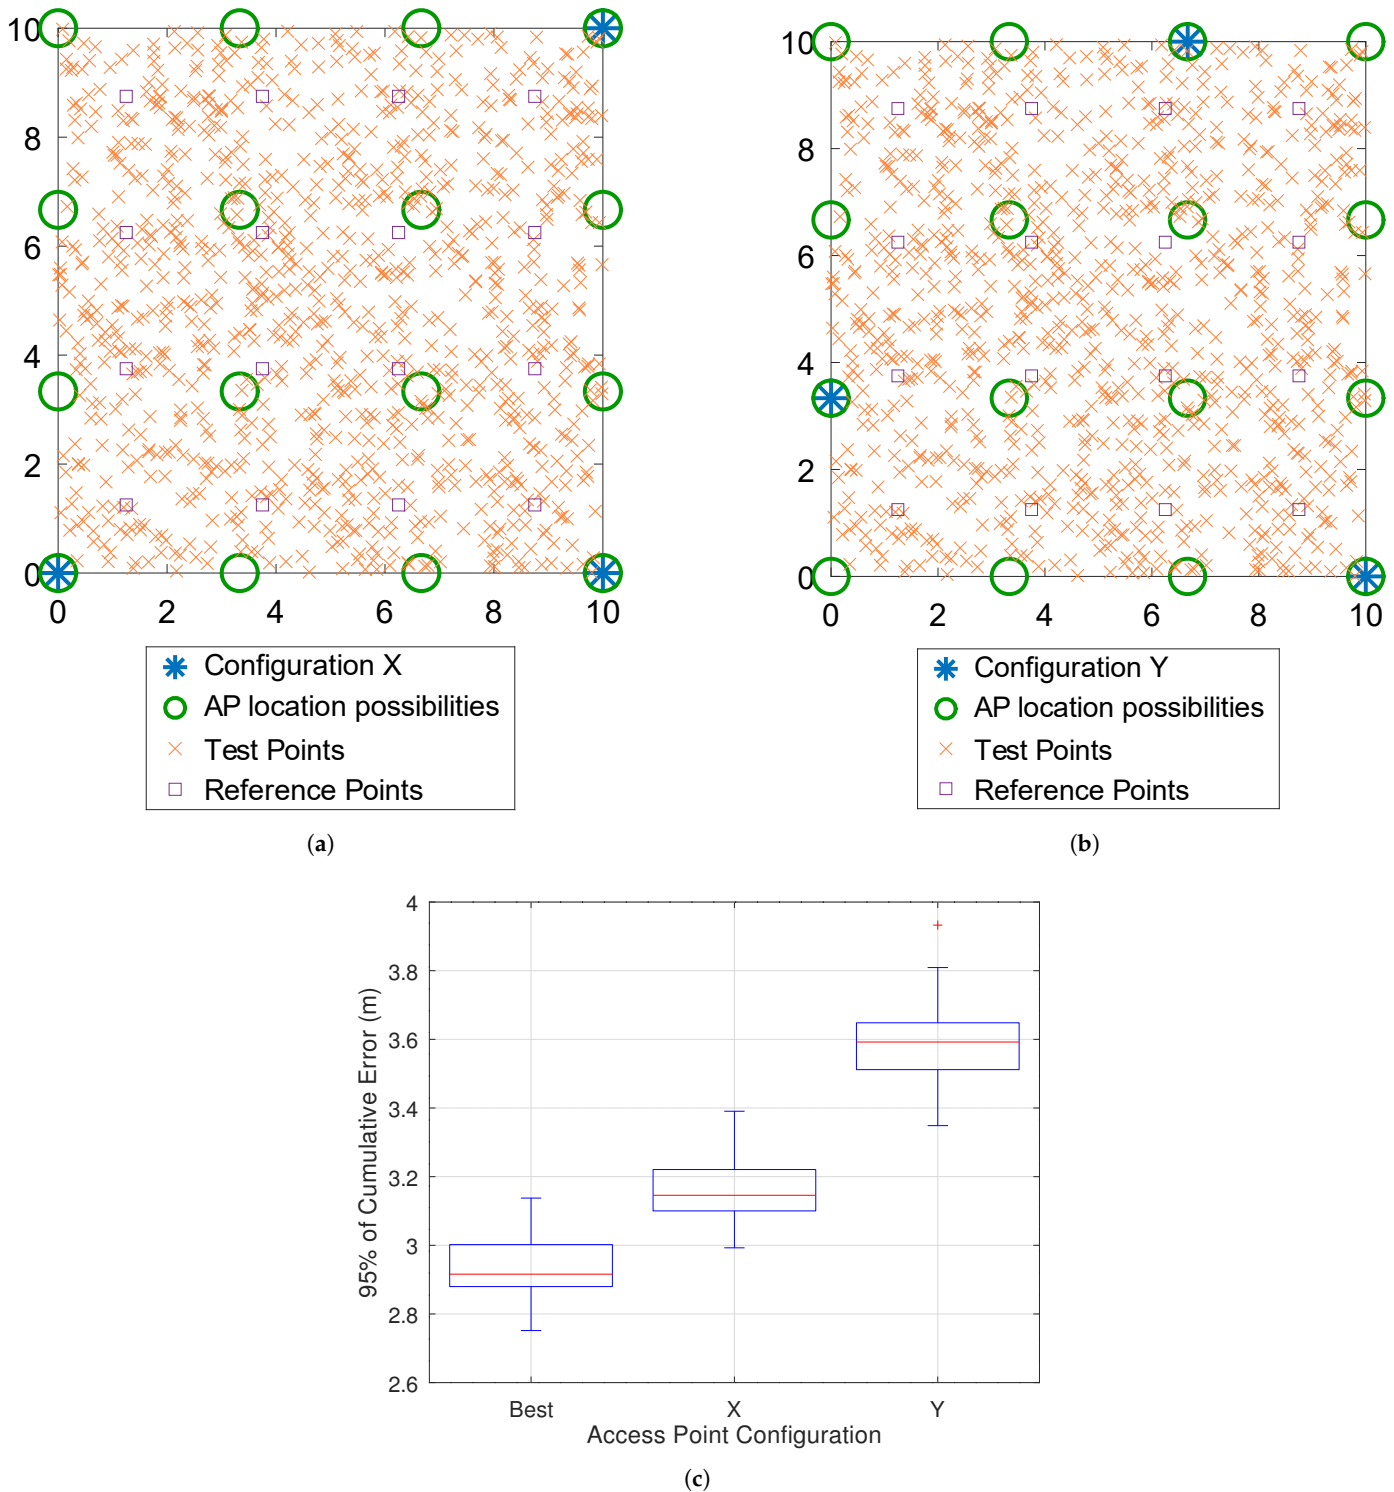 10
8
6
4
2
0
0 2 4 6 8 10
Configuration X
AP location possibilities
Test Points
Reference Points
(a)
10
8
6
4
2
0
0 2 4 6 8 10
Configuration Y
AP location possibilities
Test Points
Reference Points
(b)
95% of Cumulative Error (m)
4
3.8
3.6
3.4
3.2
3
2.8
2.6
Best X Y
Access Point Configuration
(c)